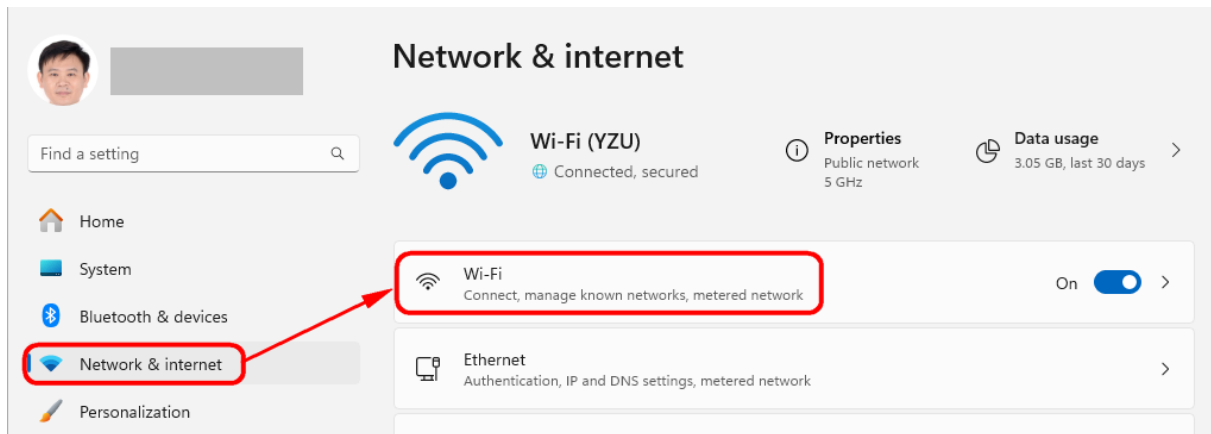 Find a setting
Home
System
Bluetooth & devices
Network & internet
Personalization
Network & internet
Wi-Fi (YZU)
Connected, secured
Properties
Public network
5 GHz
Data usage
3.05 GB, last 30 days
Wi-Fi
Connect, manage known networks, metered network
On
Ethernet
Authentication, IP and DNS settings, metered network